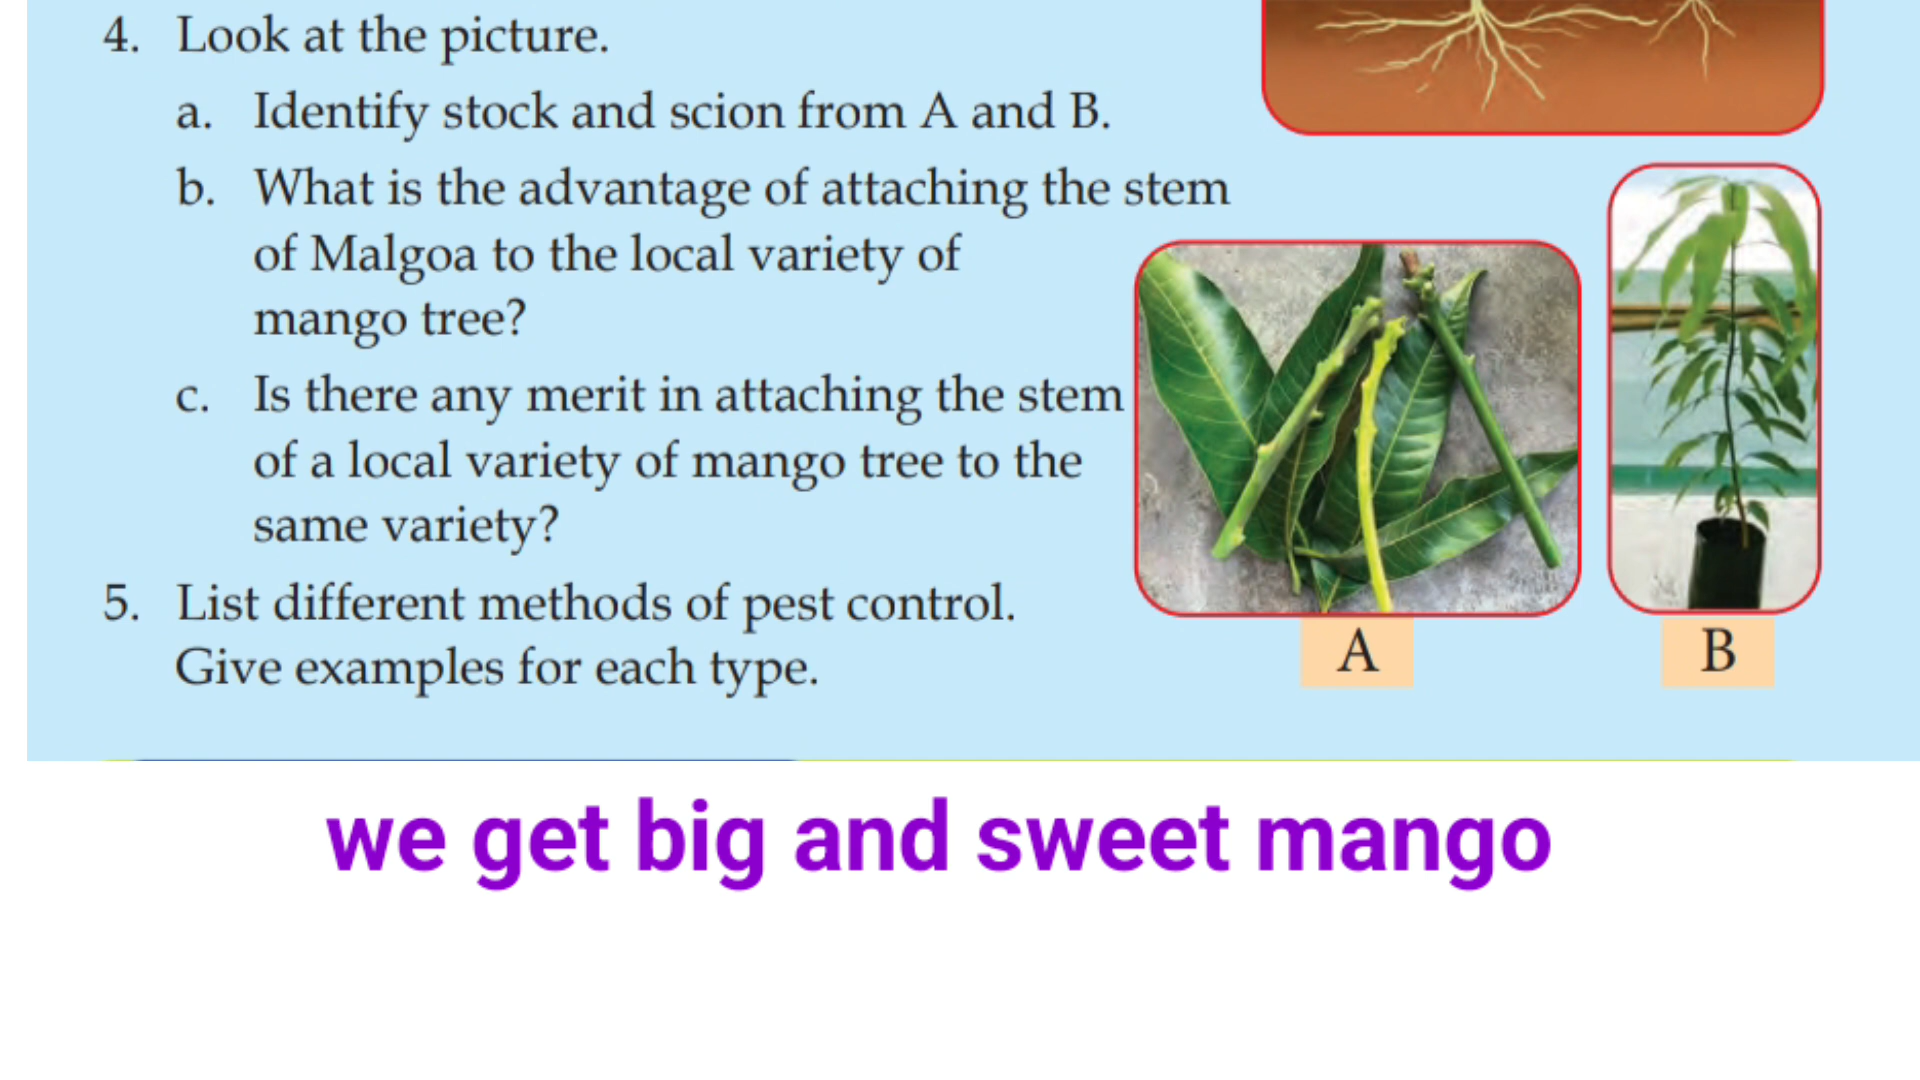 4. Look at the picture.
a. Identify stock and scion from A and B.
b. What is the advantage of attaching the stem
of Malgoa to the local variety of
mango tree?
c. Is there any merit in attaching the stem
of a local variety of mango tree to the
same variety?
5. List different methods of pest control.
Give examples for each type.
A
B
we get big and sweet mango